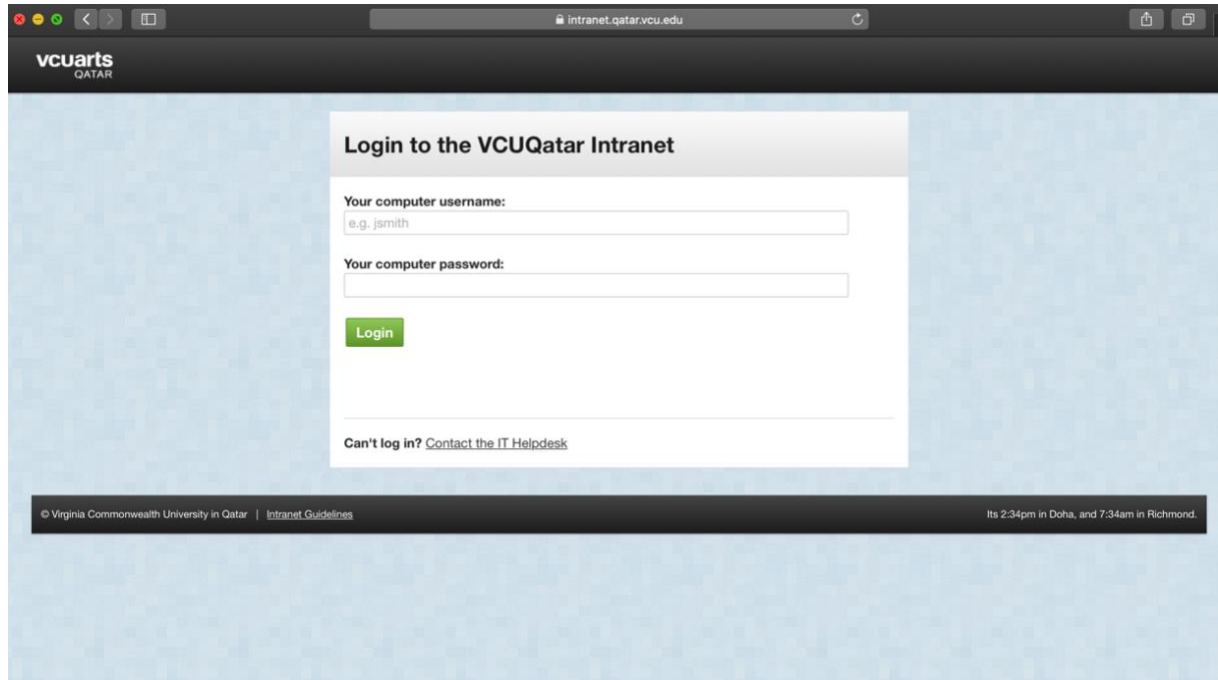 intranet.qatar.vcu.edu
vcuarts
QATAR
Login to the VCUQatar Intranet
Your computer username:
e.g. jsmith
Your computer password:
Login
Can't log in? Contact the IT Helpdesk
© Virginia Commonwealth University in Qatar | Intranet Guidelines
Its 2:34pm in Doha, and 7:34am in Richmond.